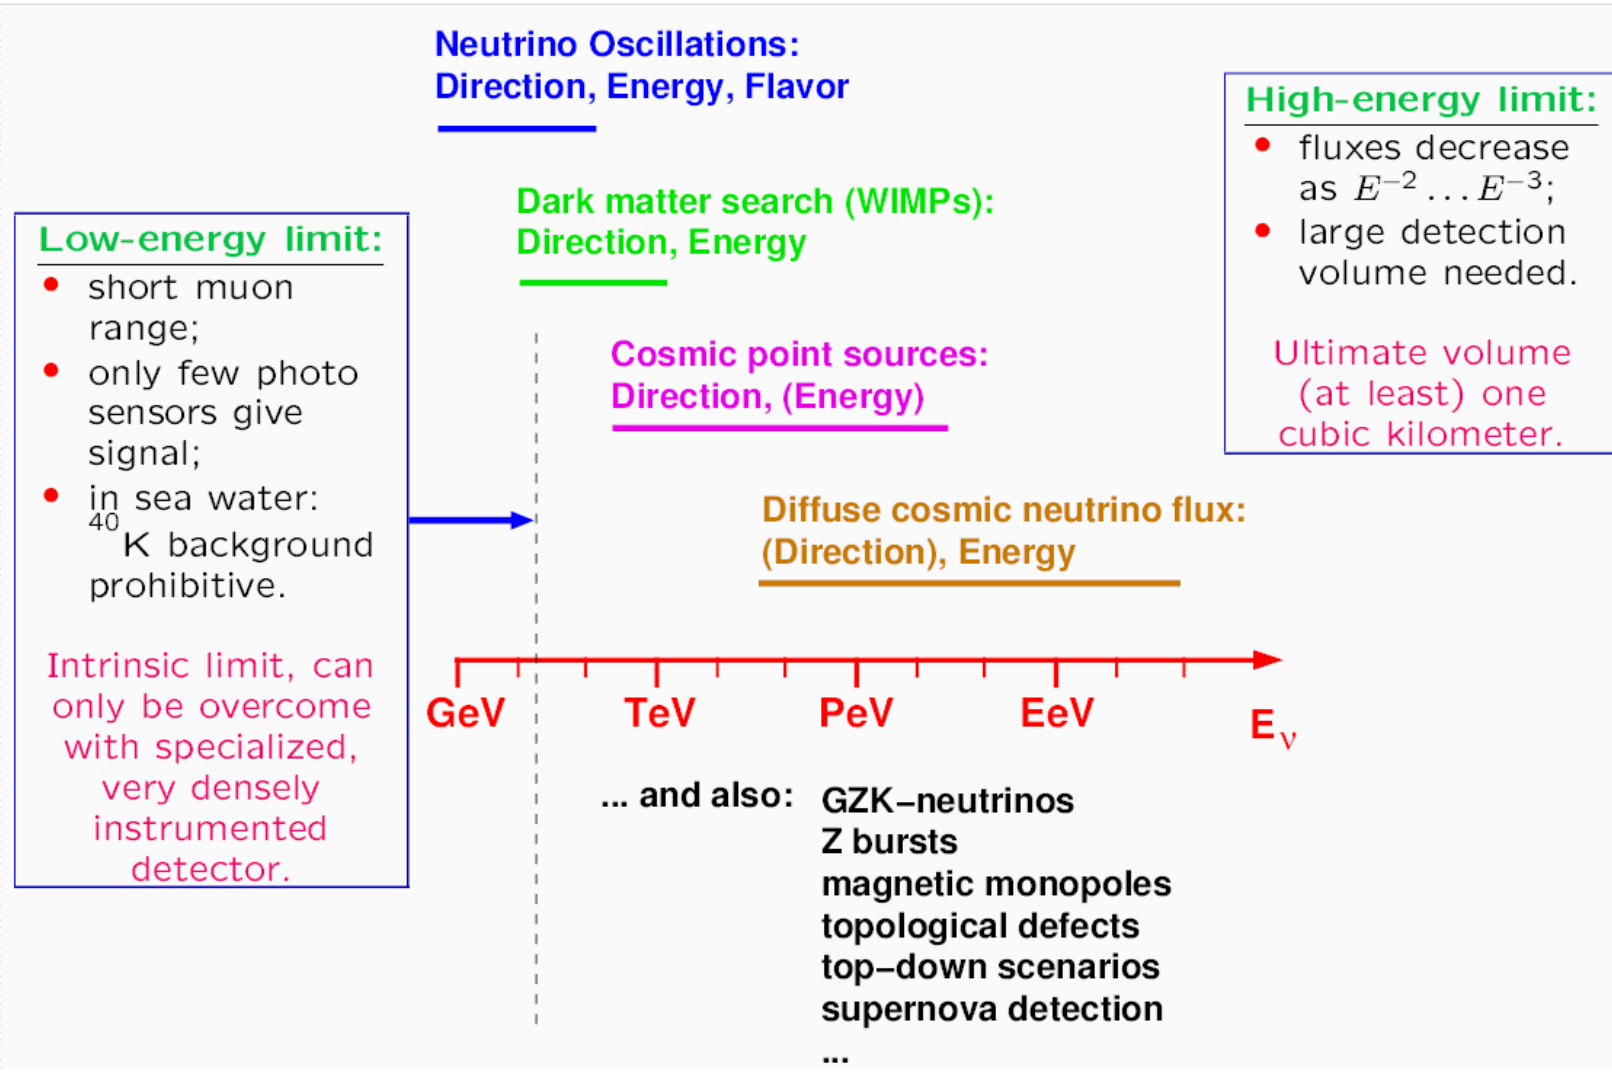 Neutrino Oscillations:
Direction, Energy, Flavor
Dark matter search (WIMPs):
Direction, Energy
Cosmic point sources:
Direction, (Energy)
Diffuse cosmic neutrino flux:
(Direction), Energy
Low-energy limit:
• short muon
range;
• only few photo
sensors give
signal;
• in sea water:
⁴⁰K background
prohibitive.
Intrinsic limit, can
only be overcome
with specialized,
very densely
instrumented
detector.
High-energy limit:
• fluxes decrease
as E⁻² … E⁻³;
• large detection
volume needed.
Ultimate volume
(at least) one
cubic kilometer.
GeV TeV PeV EeV Eν
... and also: GZK–neutrinos
Z bursts
magnetic monopoles
topological defects
top–down scenarios
supernova detection
...